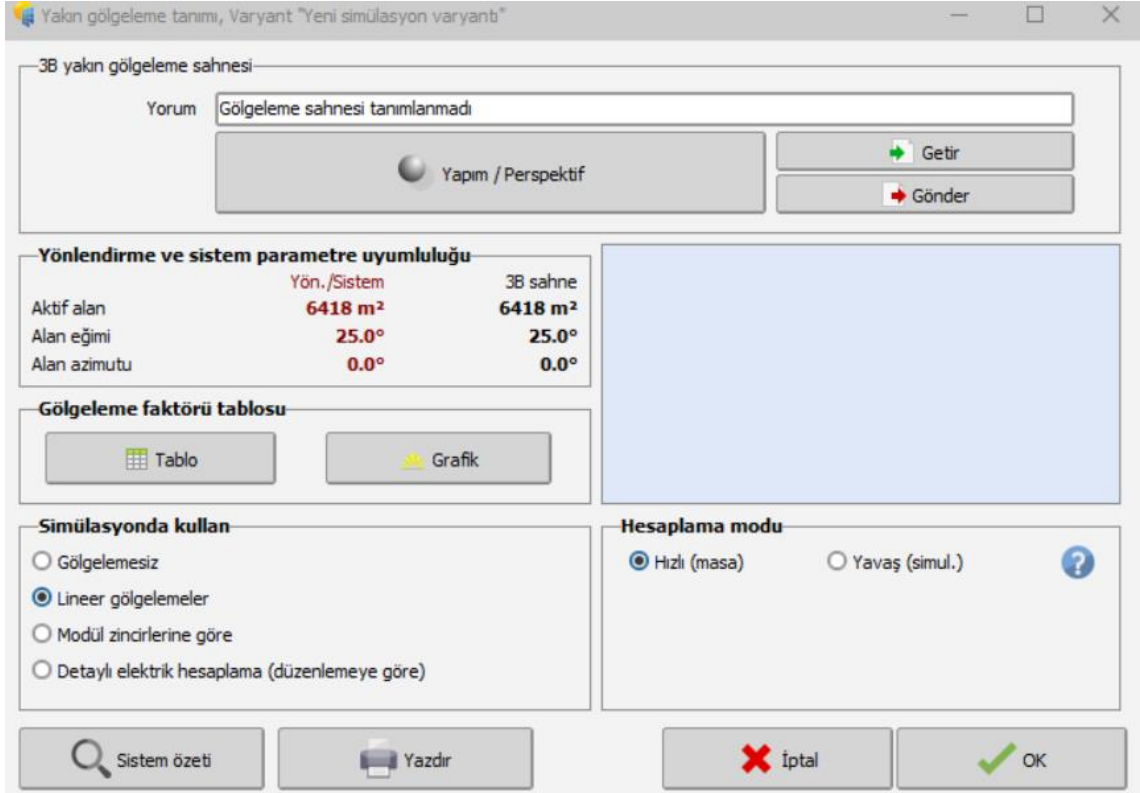 Yakın gölgeleme tanımı, Varyant "Yeni simülasyon varyantı"
3B yakın gölgeleme sahnesi
Yorum Gölgeleme sahnesi tanımlanmadı
Yapım / Perspektif
Getir
Gönder
Yönlendirme ve sistem parametre uyumluluğu
Yön./Sistem 3B sahne
Aktif alan 6418 m² 6418 m²
Alan eğimi 25.0° 25.0°
Alan azimutu 0.0° 0.0°
Gölgeleme faktörü tablosu
Tablo Grafik
Simülasyonda kullan
Gölgelemesiz
Lineer gölgelemeler
Modül zincirlerine göre
Detaylı elektrik hesaplama (düzenlemeye göre)
Hesaplama modu
Hızlı (masa) Yavaş (simul.) ?
Sistem özeti Yazdır İptal OK